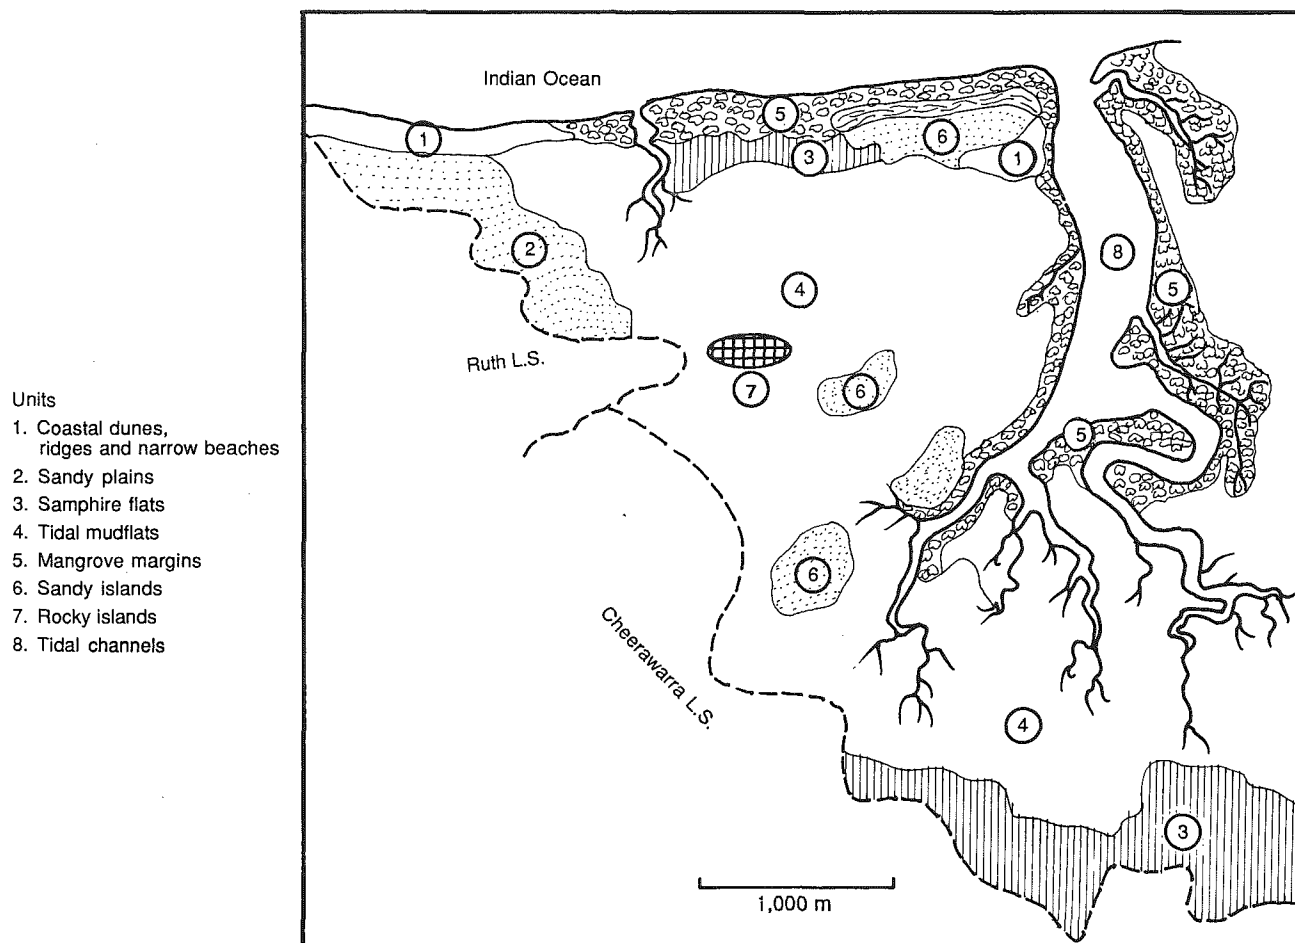 Indian Ocean
5
1
6
3
1
2
8
4
5
Ruth L.S.
7
6
5
Units
1. Coastal dunes,
ridges and narrow beaches
2. Sandy plains
3. Samphire flats
4. Tidal mudflats
5. Mangrove margins
6. Sandy islands
7. Rocky islands
8. Tidal channels
6
Cheerawarra L.S.
4
3
1,000 m